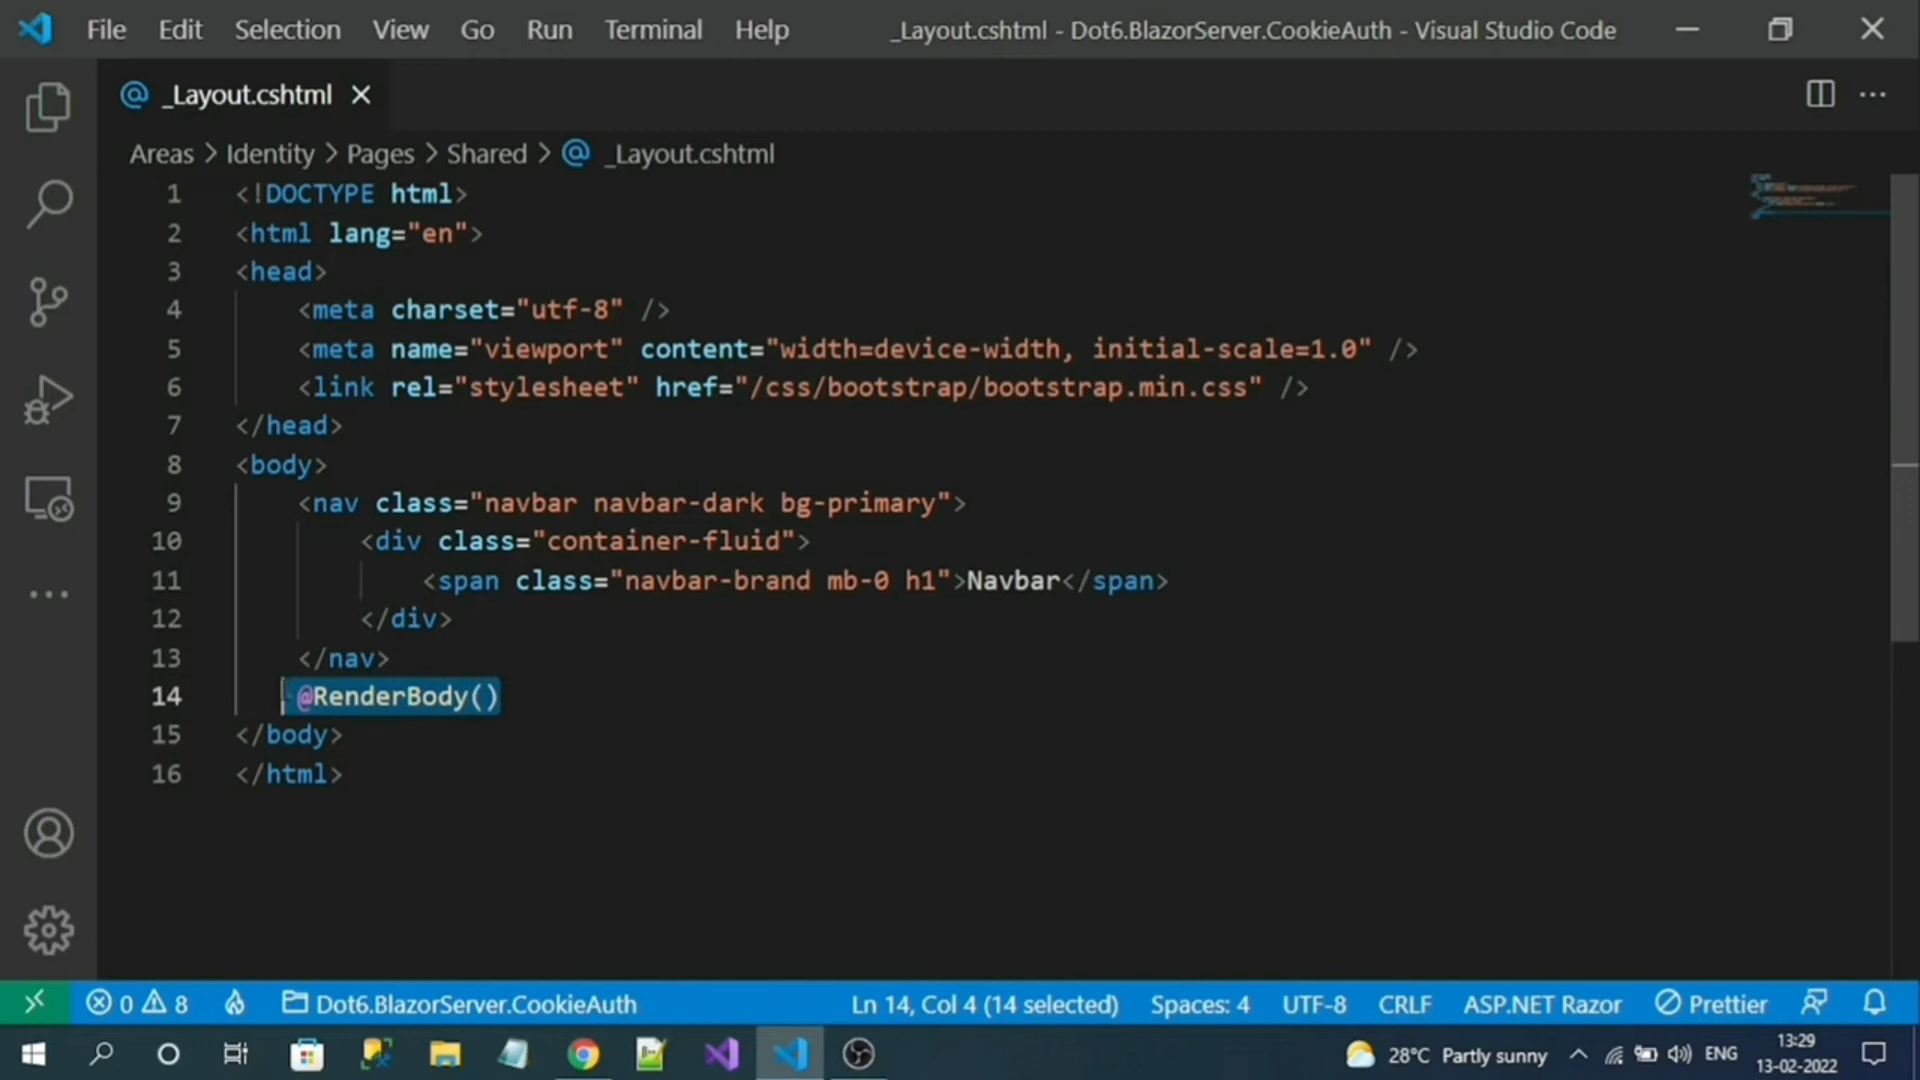 File Edit Selection View Go Run Terminal Help _Layout.cshtml - Dot6.BlazorServer.CookieAuth - Visual Studio Code
@ _Layout.cshtml
Areas > Identity > Pages > Shared > @ _Layout.cshtml
1 <!DOCTYPE html>
2 <html lang="en">
3 <head>
4 <meta charset="utf-8" />
5 <meta name="viewport" content="width=device-width, initial-scale=1.0" />
6 <link rel="stylesheet" href="/css/bootstrap/bootstrap.min.css" />
7 </head>
8 <body>
9 <nav class="navbar navbar-dark bg-primary">
10 <div class="container-fluid">
11 <span class="navbar-brand mb-0 h1">Navbar</span>
12 </div>
13 </nav>
14 @RenderBody()
15 </body>
16 </html>
0 8 Dot6.BlazorServer.CookieAuth Ln 14, Col 4 (14 selected) Spaces: 4 UTF-8 CRLF ASP.NET Razor Prettier
28°C Partly sunny ENG 13:29
13-02-2022